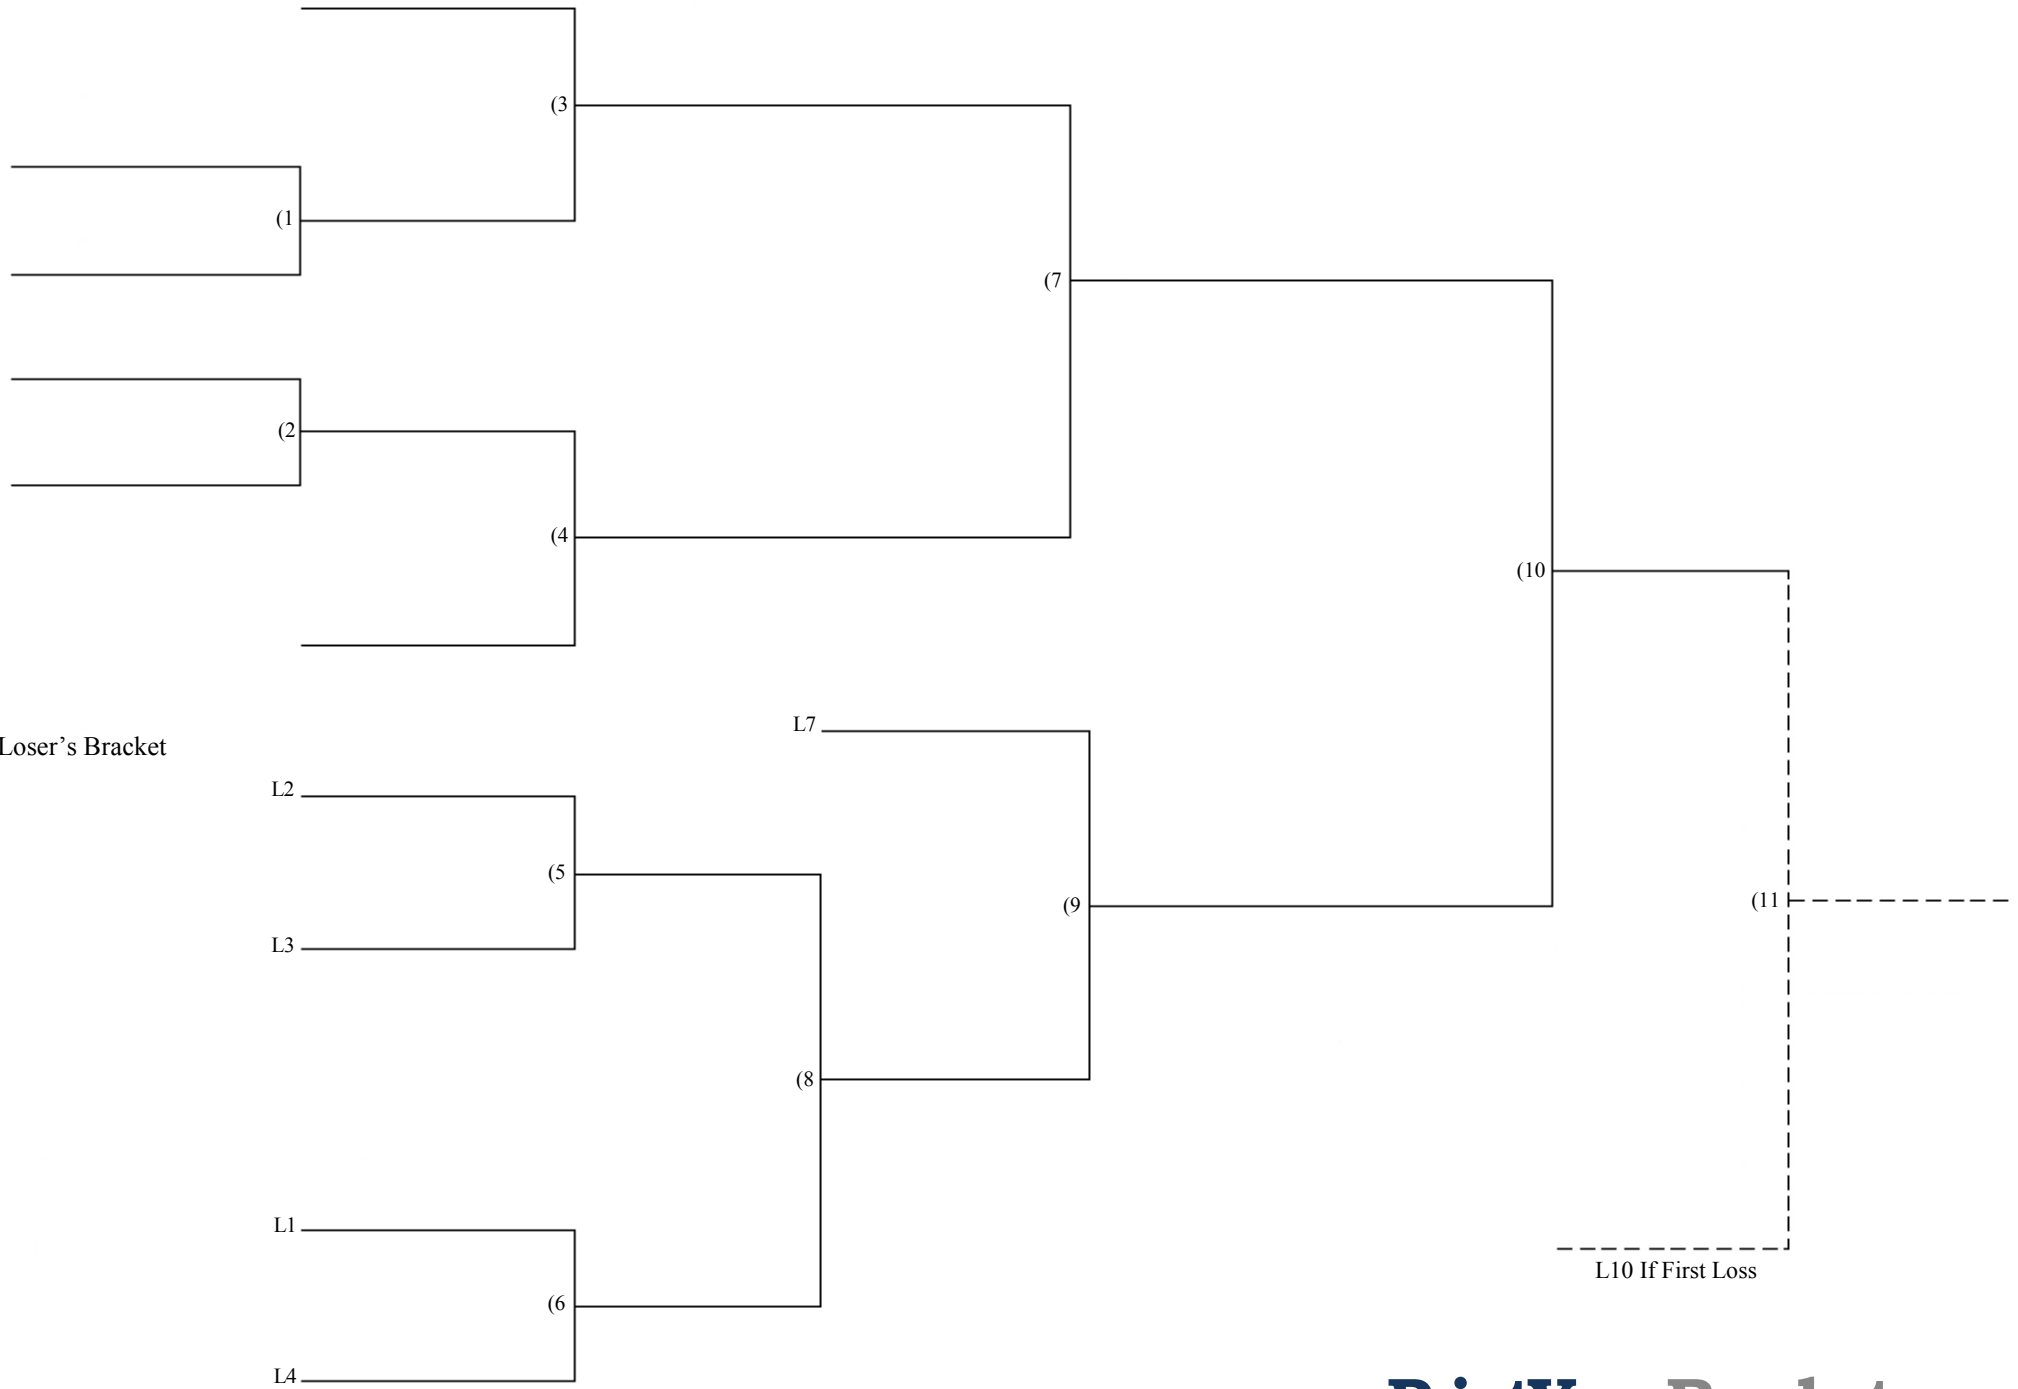 (3
(1
(7
(2
(4
(10
L7
Loser’s Bracket
L2
(5
(11
(9
L3
(8
L1
L10 If First Loss
(6
L4